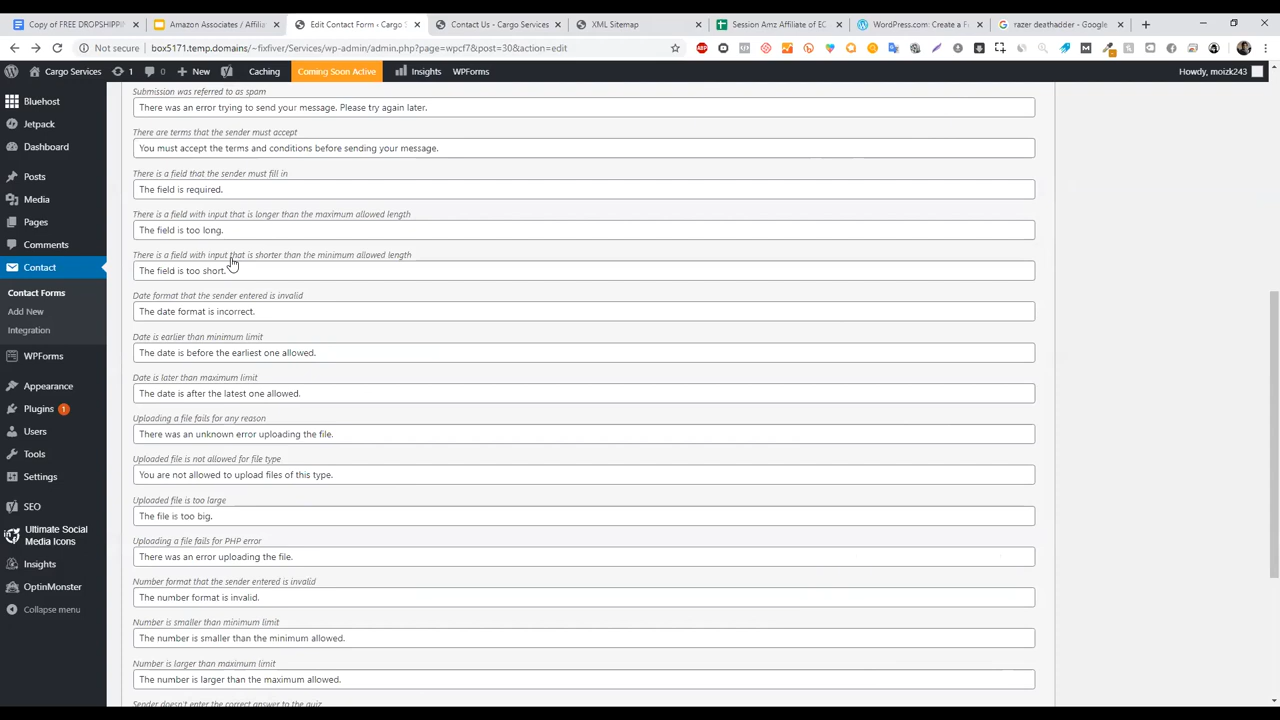 Copy of FREE DROPSHIPPI
Amazon Associates / Affilia
Edit Contact Form ‹ Cargo S
Contact Us - Cargo Services
XML Sitemap
Session Amz Affiliate of EC
WordPress.com: Create a F
razer deathadder - Google
Not secure
box5171.temp.domains/~fixfiver/Services/wp-admin/admin.php?page=wpcf7&post=30&action=edit
Cargo Services
1
0
New
Caching
Coming Soon Active
Insights
WPForms
Howdy, moizk243
Bluehost
Jetpack
Dashboard
Posts
Media
Pages
Comments
Contact
Contact Forms
Add New
Integration
WPForms
Appearance
Plugins 1
Users
Tools
Settings
SEO
Ultimate Social
Media Icons
Insights
OptinMonster
Collapse menu
Submission was referred to as spam
There was an error trying to send your message. Please try again later.
There are terms that the sender must accept
You must accept the terms and conditions before sending your message.
There is a field that the sender must fill in
The field is required.
There is a field with input that is longer than the maximum allowed length
The field is too long.
There is a field with input that is shorter than the minimum allowed length
The field is too short.
Date format that the sender entered is invalid
The date format is incorrect.
Date is earlier than minimum limit
The date is before the earliest one allowed.
Date is later than maximum limit
The date is after the latest one allowed.
Uploading a file fails for any reason
There was an unknown error uploading the file.
Uploaded file is not allowed for file type
You are not allowed to upload files of this type.
Uploaded file is too large
The file is too big.
Uploading a file fails for PHP error
There was an error uploading the file.
Number format that the sender entered is invalid
The number format is invalid.
Number is smaller than minimum limit
The number is smaller than the minimum allowed.
Number is larger than maximum limit
The number is larger than the maximum allowed.
Sender doesn't enter the correct answer to the quiz